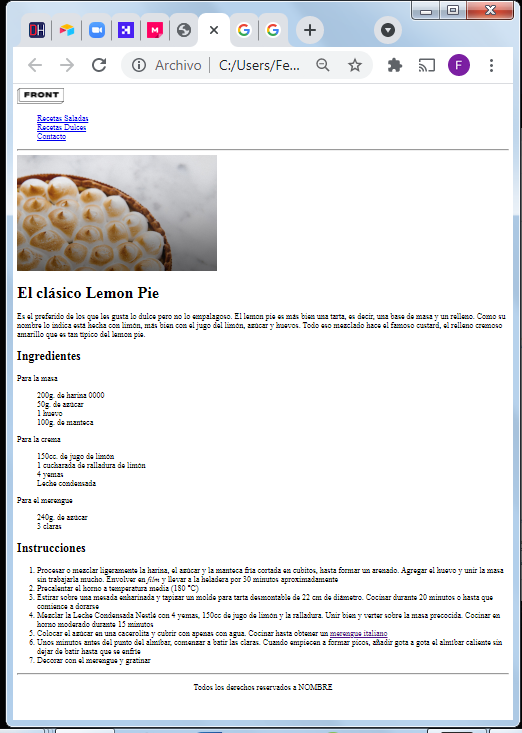 Archivo | C:/Users/Fe...
F
FRONT
Recetas Saladas
Recetas Dulces
Contacto
El clásico Lemon Pie
Es el preferido de los que les gusta lo dulce pero no lo empalagoso. El lemon pie es más bien una tarta, es decir, una base de masa y un relleno. Como su
nombre lo indica está hecha con limón, más bien con el jugo del limón, azúcar y huevos. Todo eso mezclado hace el famoso custard, el relleno cremoso
amarillo que es tan típico del lemon pie.
Ingredientes
Para la masa
200g. de harina 0000
50g. de azúcar
1 huevo
100g. de manteca
Para la crema
150cc. de jugo de limón
1 cucharada de ralladura de limón
4 yemas
Leche condensada
Para el merengue
240g. de azúcar
3 claras
Instrucciones
1. Procesar o mezclar ligeramente la harina, el azúcar y la manteca fría cortada en cubitos, hasta formar un arenado. Agregar el huevo y unir la masa
sin trabajarla mucho. Envolver en film y llevar a la heladera por 30 minutos aproximadamente
2. Precalentar el horno a temperatura media (180 °C)
3. Estirar sobre una mesada enharinada y tapizar un molde para tarta desmontable de 22 cm de diámetro. Cocinar durante 20 minutos o hasta que
comience a dorarse
4. Mezclar la Leche Condensada Nestlé con 4 yemas, 150cc de jugo de limón y la ralladura. Unir bien y verter sobre la masa precocida. Cocinar en
horno moderado durante 15 minutos
5. Colocar el azúcar en una cacerolita y cubrir con apenas con agua. Cocinar hasta obtener un merengue italiano
6. Unos minutos antes del punto del almíbar, comenzar a batir las claras. Cuando empiecen a formar picos, añadir gota a gota el almíbar caliente sin
dejar de batir hasta que se enfríe
7. Decorar con el merengue y gratinar
Todos los derechos reservados a NOMBRE